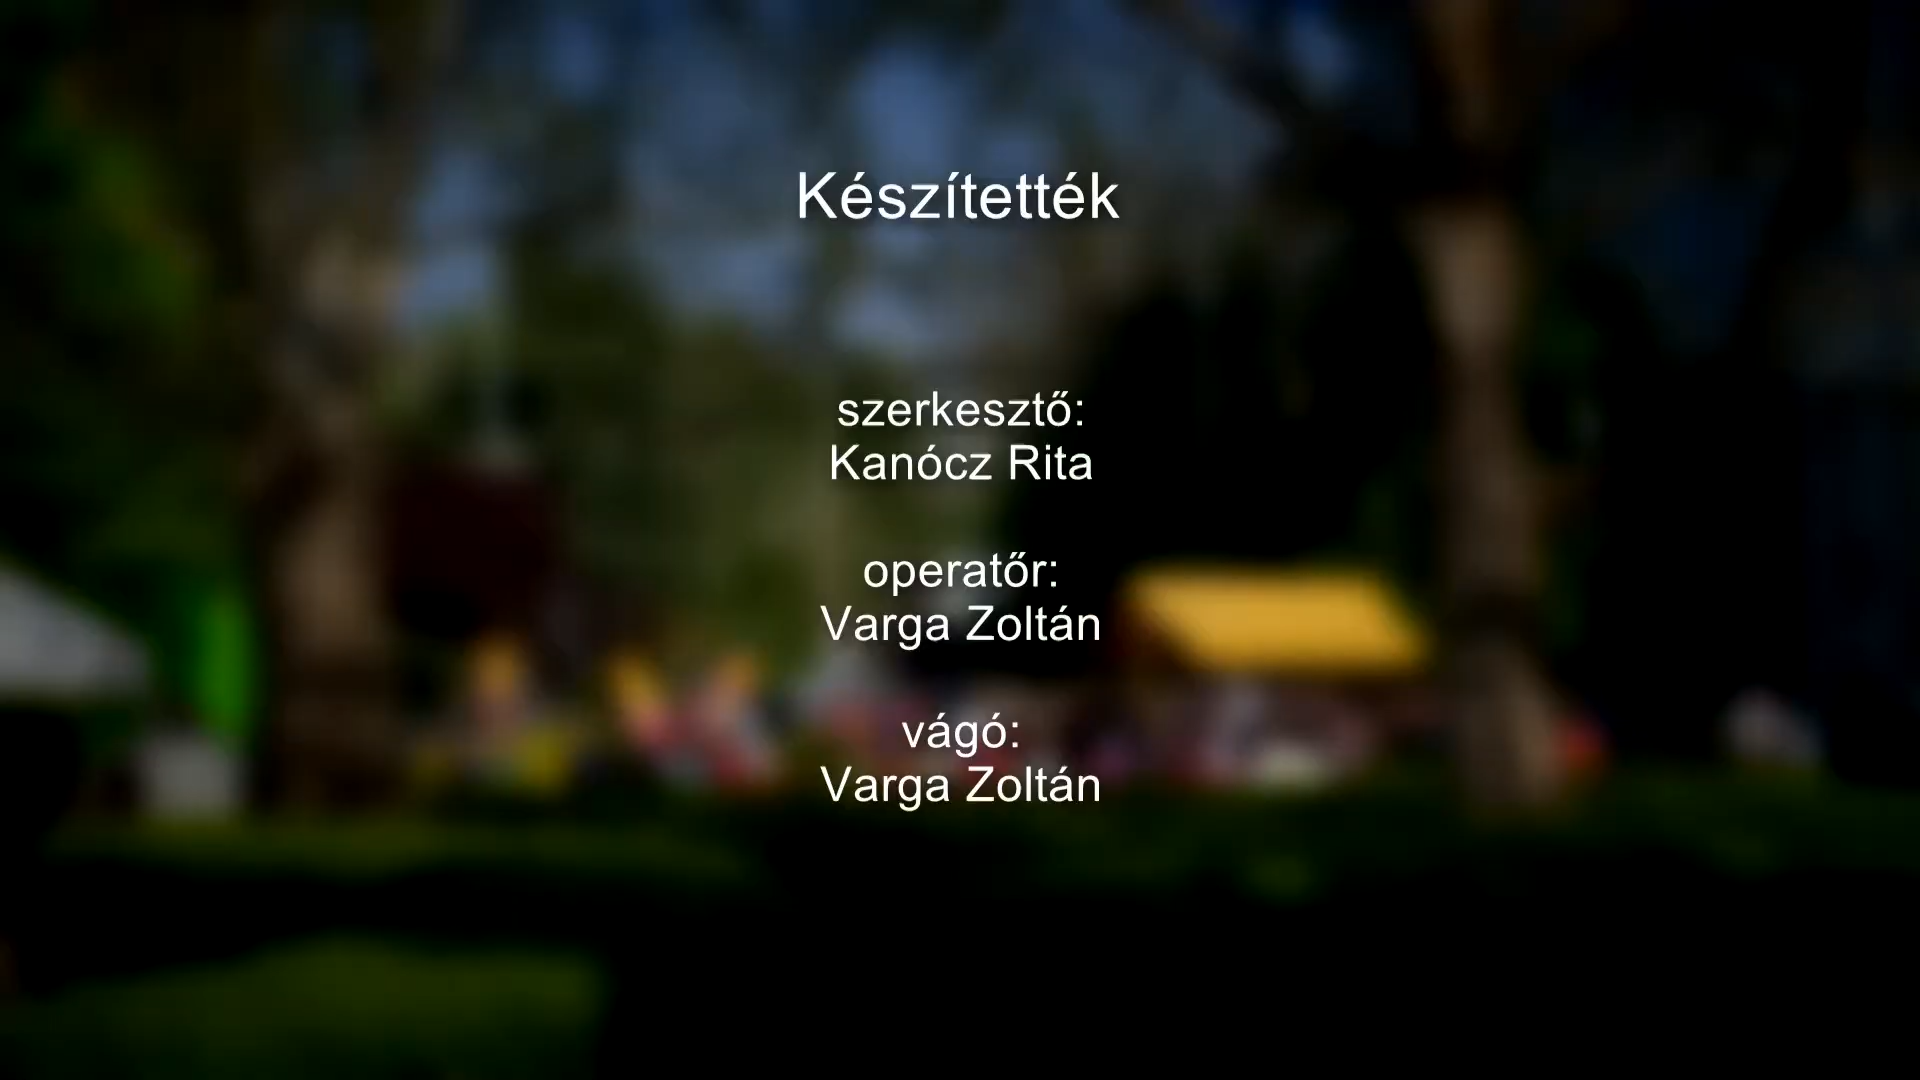 Készítették
szerkesztő:
Kanócz Rita
operatőr:
Varga Zoltán
vágó:
Varga Zoltán